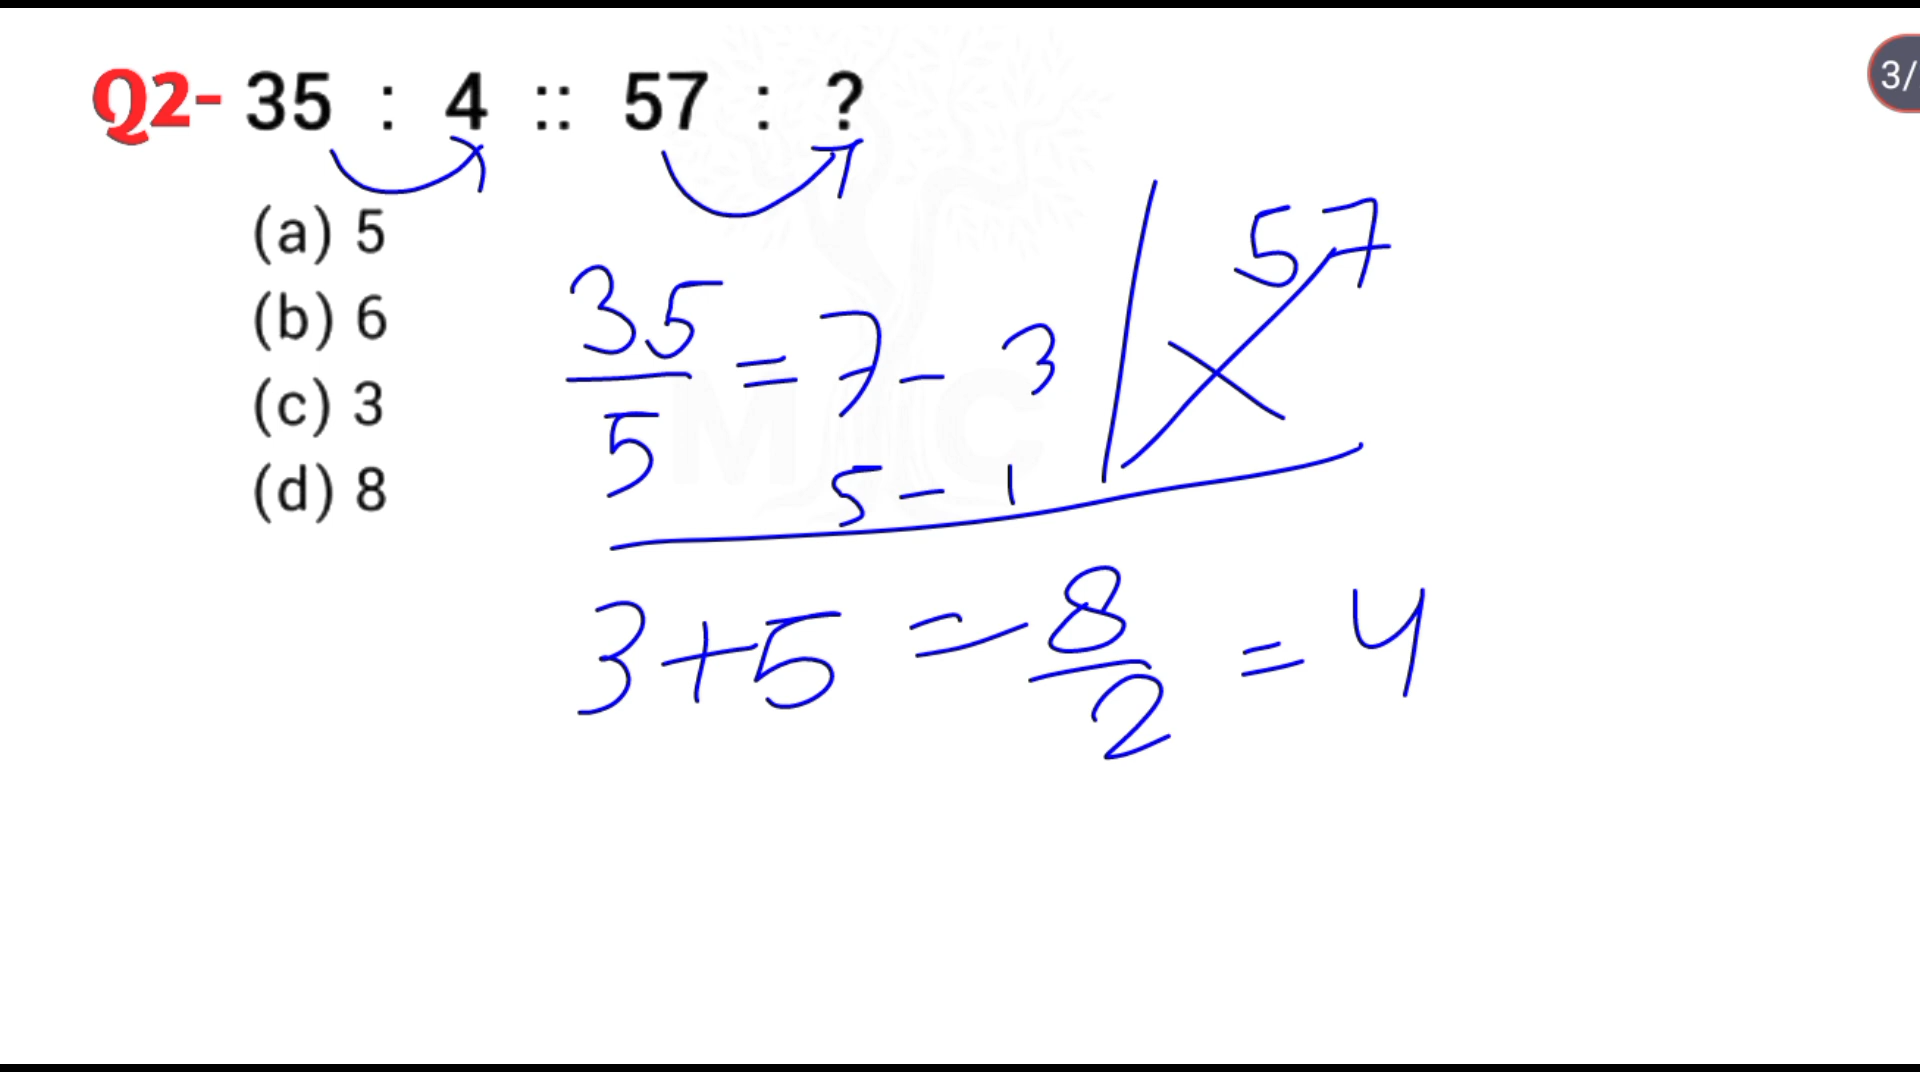 Q2- 35 : 4 :: 57 : ?
3/
(a) 5
(b) 6
(c) 3
(d) 8
35/5 = 7 - 3
5 - 1
57
3+5 = 8/2 = 4
M C